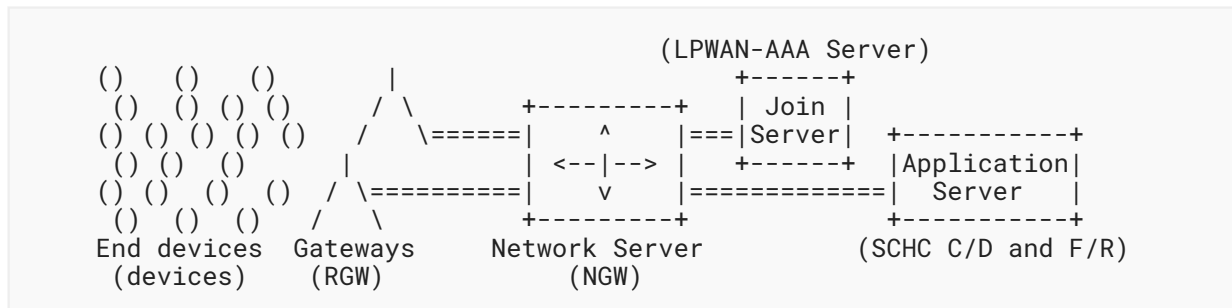 (LPWAN-AAA Server)
()    ()   ()       |                      +------+
 ()  () () ()      / \       +---------+   | Join |
() () () () ()    /   \======|    ^    |===|Server|  +-----------+
 () ()   ()      |           | <--|--> |   +------+  |Application|
() ()  ()  ()   / \==========|    v    |=============|  Server   |
 ()  ()  ()    /   \         +---------+             +-----------+
End devices  Gateways         Network Server          (SCHC C/D and F/R)
(devices)    (RGW)                (NGW)